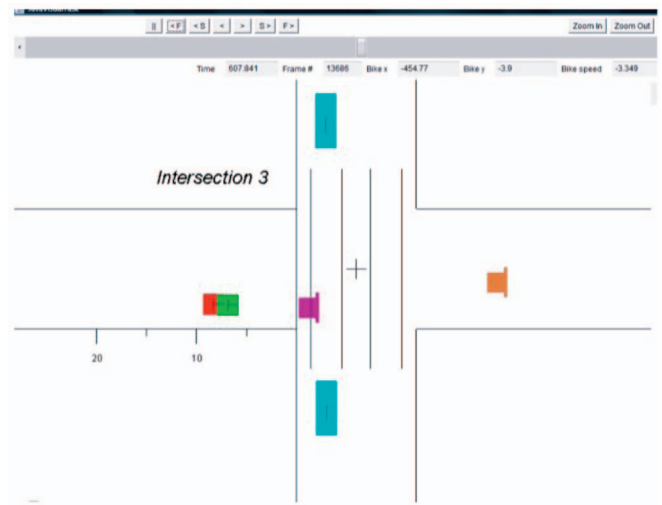 || <F <S < > S> F> Zoom In Zoom Out
Time 607.841 Frame # 13686 Bike x -454.77 Bike y -3.9 Bike speed -3.349
Intersection 3
20 10